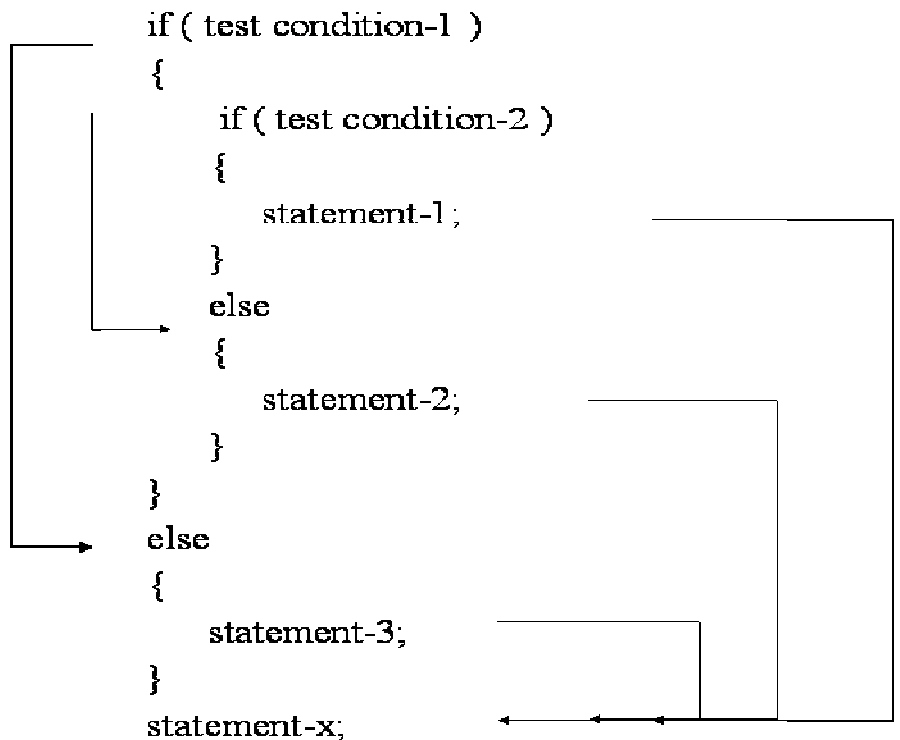 if ( test condition-1 )
{
if ( test condition-2 )
{
statement-1;
}
else
{
statement-2;
}
}
else
{
statement-3;
}
statement-x;